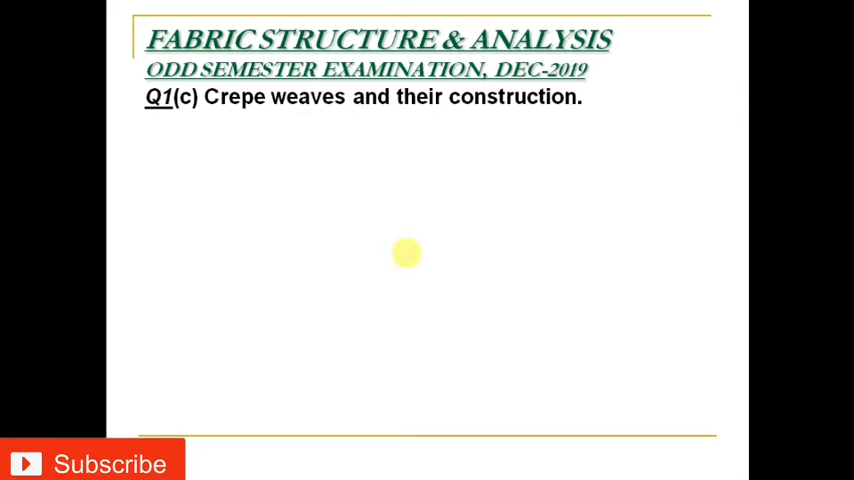 FABRIC STRUCTURE & ANALYSIS
ODD SEMESTER EXAMINATION, DEC-2019
Q1(c) Crepe weaves and their construction.
Subscribe